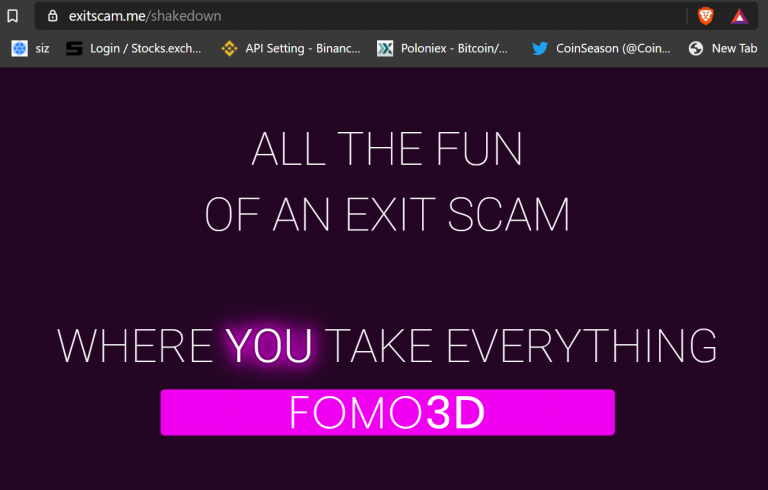 exitscam.me/shakedown
siz Login / Stocks.exch... API Setting - Binanc... Poloniex - Bitcoin/... CoinSeason (@Coin... New Tab
ALL THE FUN
OF AN EXIT SCAM
WHERE YOU TAKE EVERYTHING
FOMO3D